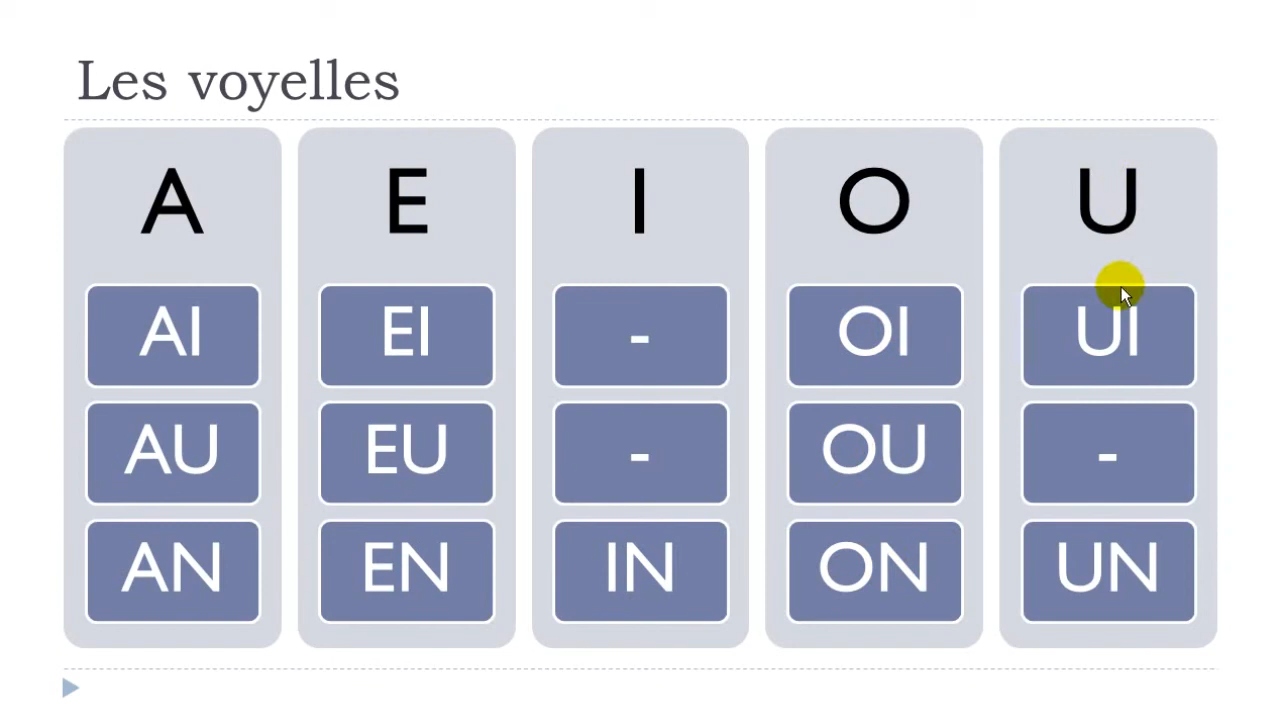 Les voyelles
A E I O U
AI EI - OI UI
AU EU - OU -
AN EN IN ON UN